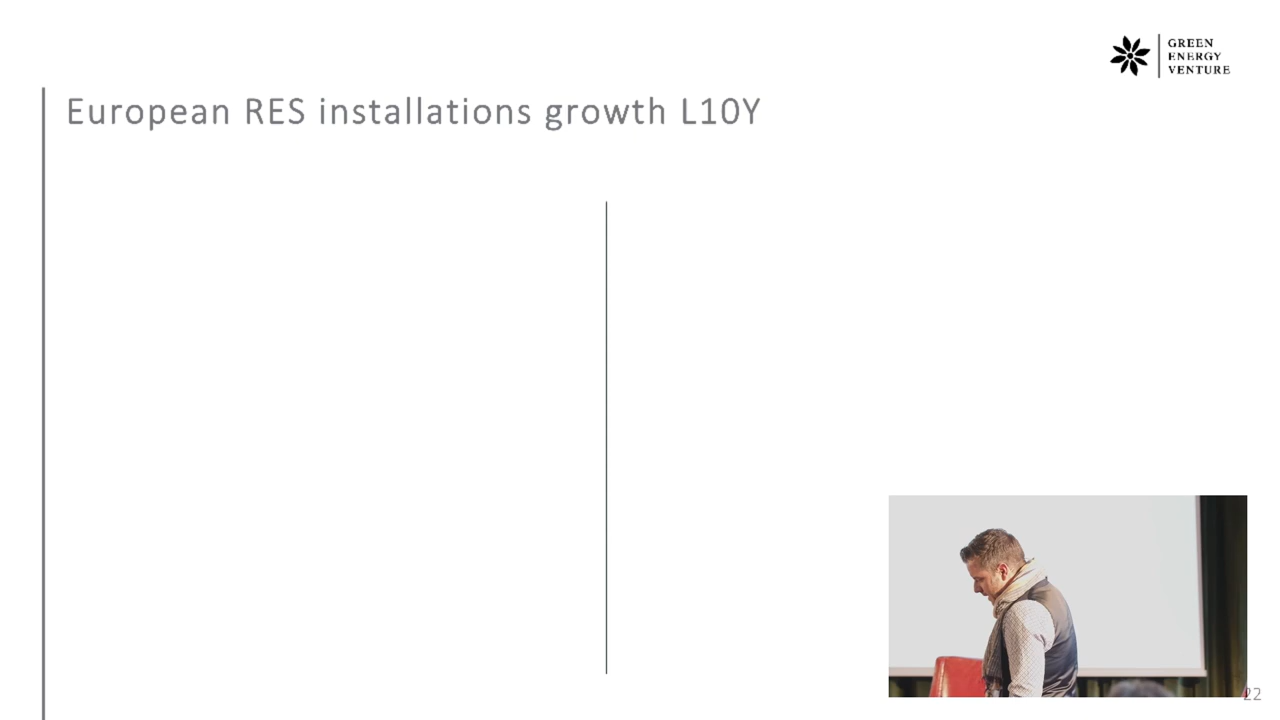 GREEN
ENERGY
VENTURE
European RES installations growth L10Y
22